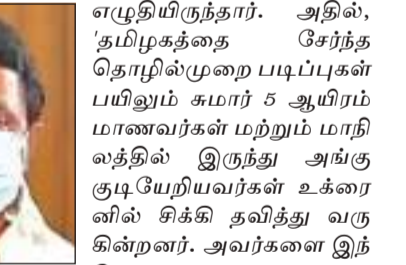 எழுதியிருந்தார். அதில்,
'தமிழகத்தை சேர்ந்த
தொழில்முறை படிப்புகள்
பயிலும் சுமார் 5 ஆயிரம்
மாணவர்கள் மற்றும் மாநி
லத்தில் இருந்து அங்கு
குடியேறியவர்கள் உக்ரை
னில் சிக்கி தவித்து வரு
கின்றனர். அவர்களை இந்